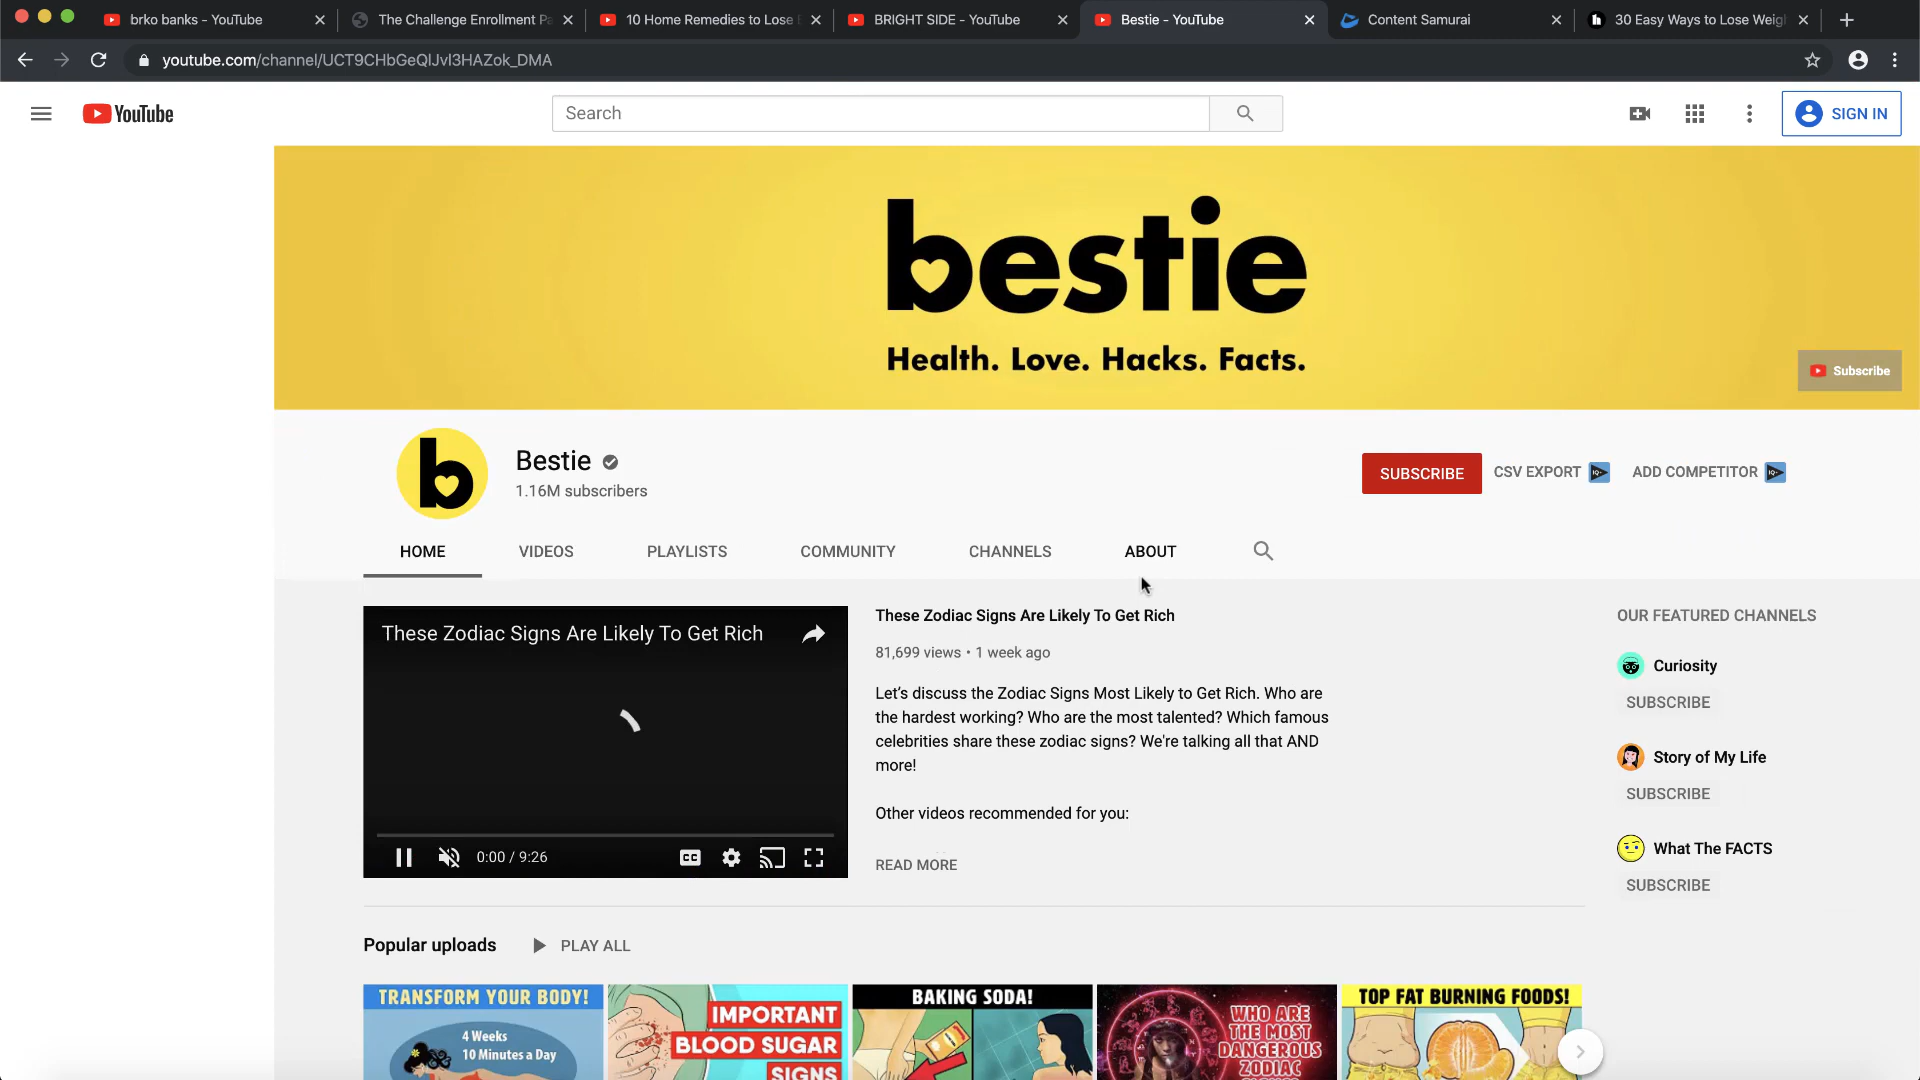 brko banks - YouTube
The Challenge Enrollment Pa
10 Home Remedies to Lose
BRIGHT SIDE - YouTube
Bestie - YouTube
Content Samurai
30 Easy Ways to Lose Weig
youtube.com/channel/UCT9CHbGeQIJvI3HAZok_DMA
YouTube
Search
SIGN IN
bestie
Health. Love. Hacks. Facts.
Subscribe
b
Bestie
1.16M subscribers
SUBSCRIBE
CSV EXPORT
ADD COMPETITOR
HOME
VIDEOS
PLAYLISTS
COMMUNITY
CHANNELS
ABOUT
These Zodiac Signs Are Likely To Get Rich
0:00 / 9:26
CC
These Zodiac Signs Are Likely To Get Rich
81,699 views • 1 week ago
Let's discuss the Zodiac Signs Most Likely to Get Rich. Who are
the hardest working? Who are the most talented? Which famous
celebrities share these zodiac signs? We're talking all that AND
more!
Other videos recommended for you:
READ MORE
OUR FEATURED CHANNELS
Curiosity
SUBSCRIBE
Story of My Life
SUBSCRIBE
What The FACTS
SUBSCRIBE
Popular uploads
PLAY ALL
TRANSFORM YOUR BODY!
4 Weeks
10 Minutes a Day
IMPORTANT
BLOOD SUGAR
SIGNS
BAKING SODA!
WHO ARE
THE MOST
DANGEROUS
ZODIAC
TOP FAT BURNING FOODS!